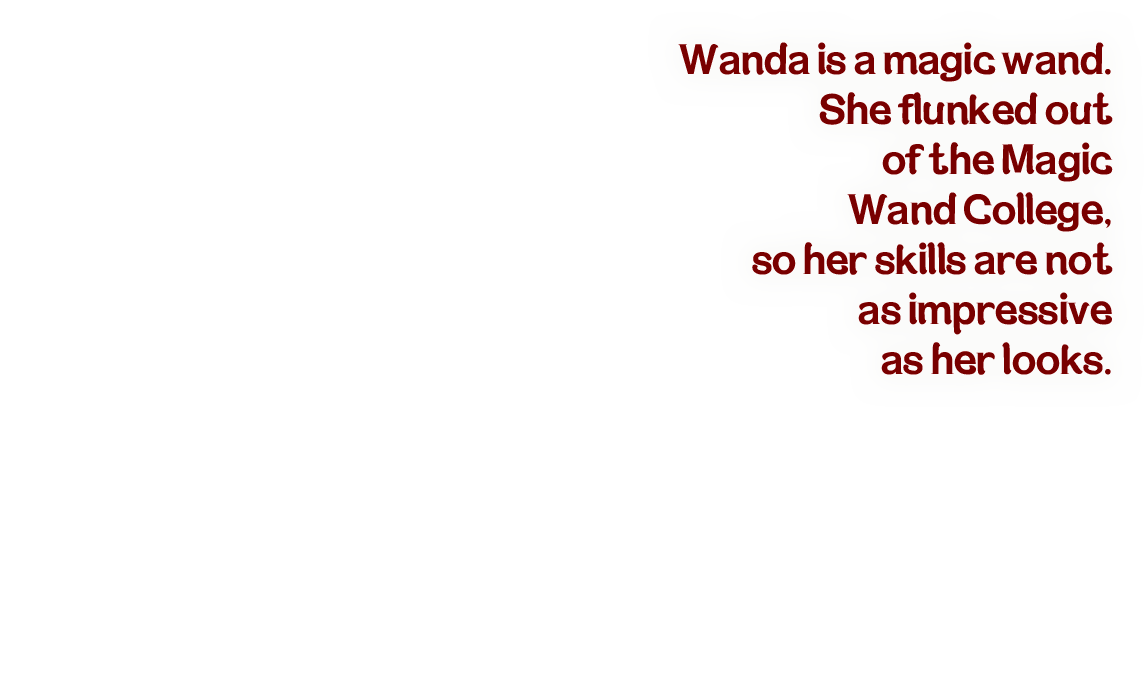 Wanda is a magic wand.
She flunked out
of the Magic
Wand College,
so her skills are not
as impressive
as her looks.